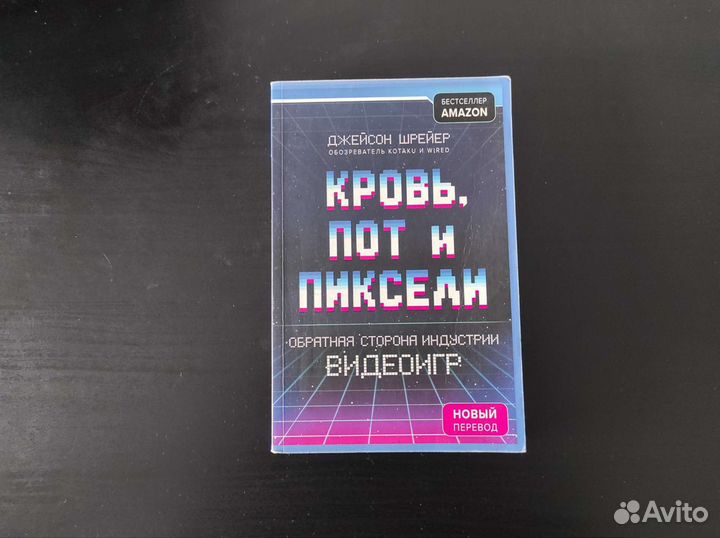 БЕСТСЕЛЛЕР
AMAZON
ДЖЕЙСОН ШРЕЙЕР
ОБОЗРЕВАТЕЛЬ KOTAKU И WIRED
КРОВЬ,
ПОТ И
ПИКСЕЛИ
ОБРАТНАЯ СТОРОНА ИНДУСТРИИ
ВИДЕОИГР
НОВЫЙ
ПЕРЕВОД
Avito